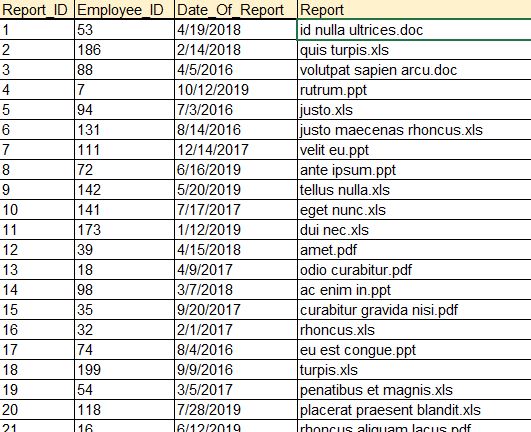 Report_ID Employee_ID Date_Of_Report Report
1 53 4/19/2018 id nulla ultrices.doc
2 186 2/14/2018 quis turpis.xls
3 88 4/5/2016 volutpat sapien arcu.doc
4 7 10/12/2019 rutrum.ppt
5 94 7/3/2016 justo.xls
6 131 8/14/2016 justo maecenas rhoncus.xls
7 111 12/14/2017 velit eu.ppt
8 72 6/16/2019 ante ipsum.ppt
9 142 5/20/2019 tellus nulla.xls
10 141 7/17/2017 eget nunc.xls
11 173 1/12/2019 dui nec.xls
12 39 4/15/2018 amet.pdf
13 18 4/9/2017 odio curabitur.pdf
14 98 3/7/2018 ac enim in.ppt
15 35 9/20/2017 curabitur gravida nisi.pdf
16 32 2/1/2017 rhoncus.xls
17 74 8/4/2016 eu est congue.ppt
18 199 9/9/2016 turpis.xls
19 54 3/5/2017 penatibus et magnis.xls
20 118 7/28/2019 placerat praesent blandit.xls
21 16 6/12/2019 rhoncus aliquam lacus.pdf